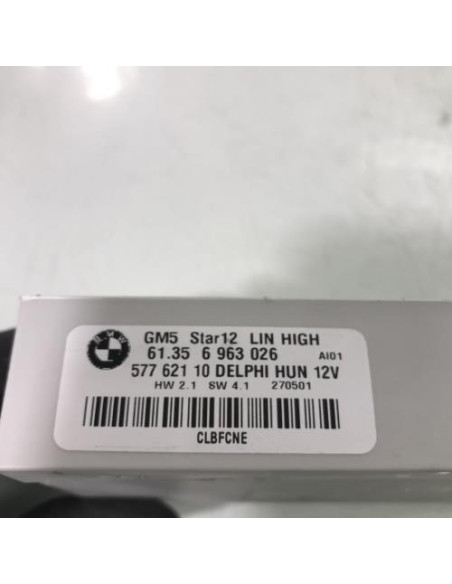 BMW
GM5 Star12 LIN HIGH
61.35 6 963 026 AI01
577 621 10 DELPHI HUN 12V
HW 2.1 SW 4.1 270501
CLBFCNE